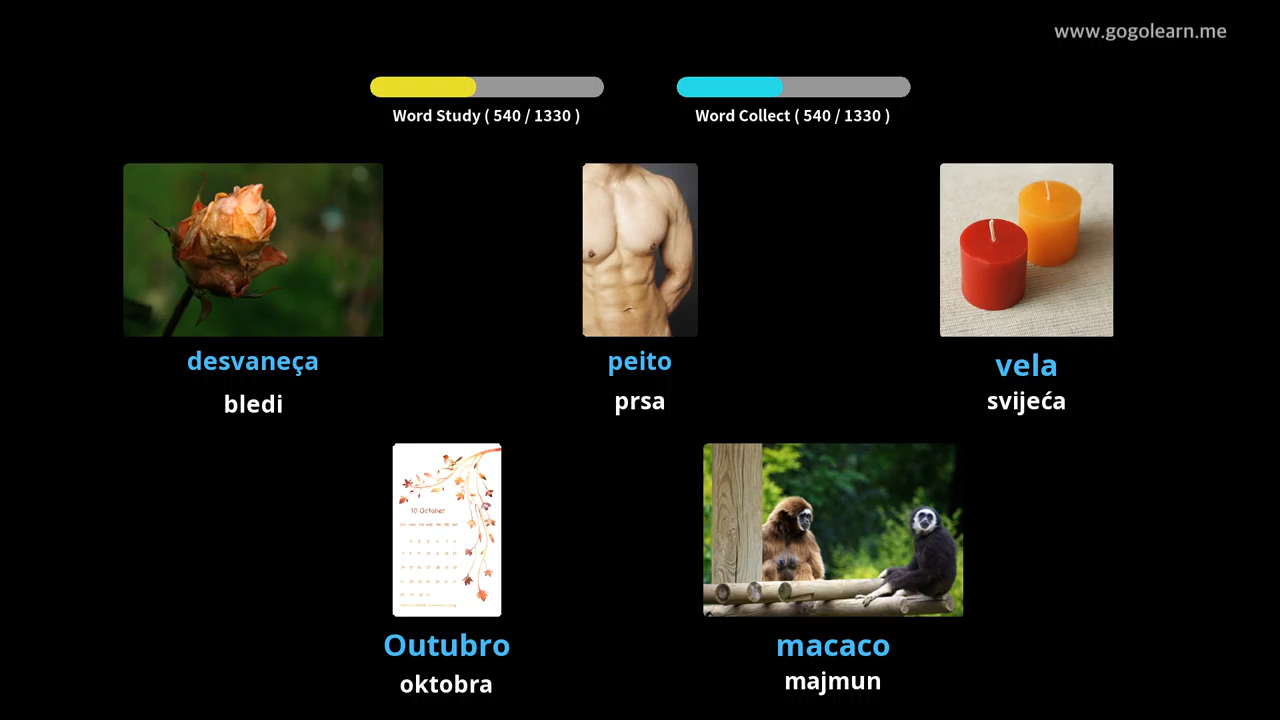 www.gogolearn.me
Word Study ( 540 / 1330 )
Word Collect ( 540 / 1330 )
desvaneça
peito
vela
bledi
prsa
svijeća
10 October
Outubro
macaco
oktobra
majmun